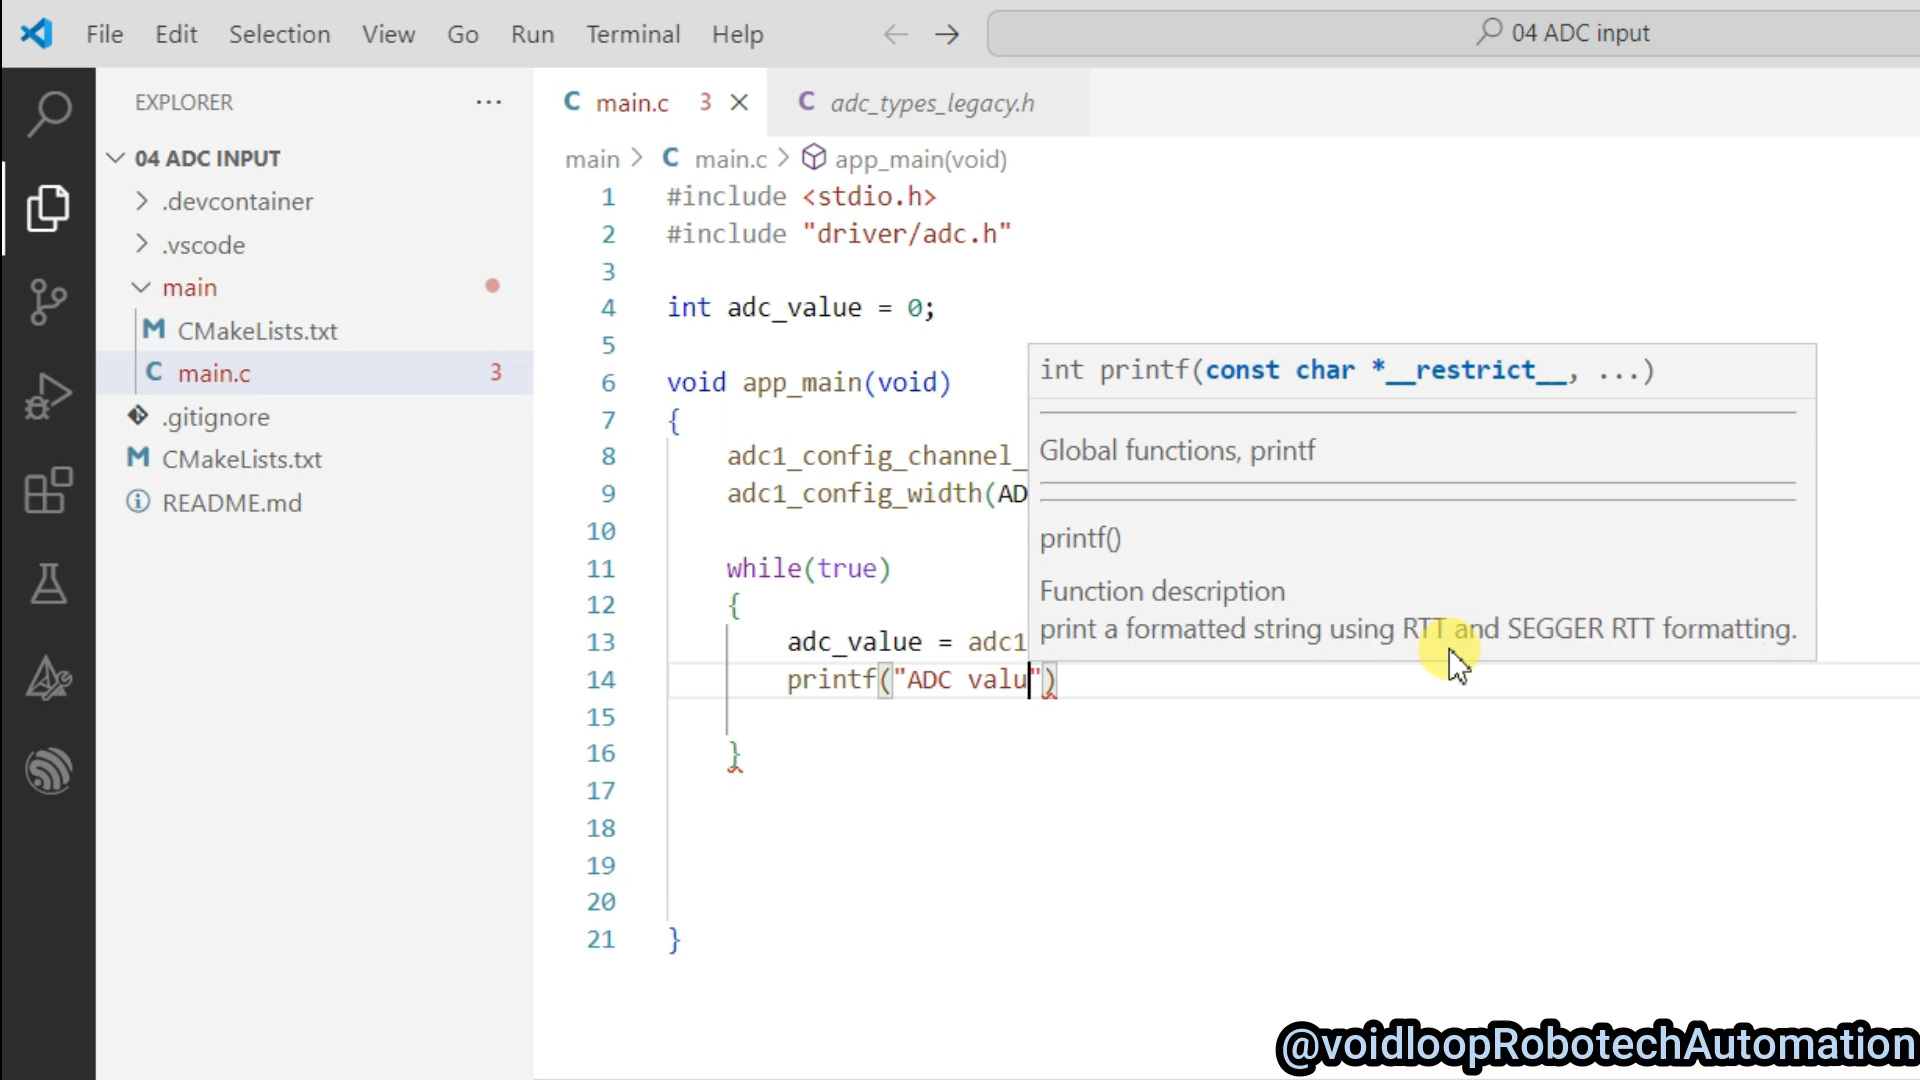 File Edit Selection View Go Run Terminal Help
04 ADC input
EXPLORER ...
04 ADC INPUT
.devcontainer
.vscode
main
CMakeLists.txt
main.c 3
.gitignore
CMakeLists.txt
README.md
C main.c 3
C adc_types_legacy.h
main > C main.c > app_main(void)
1 #include <stdio.h>
2 #include "driver/adc.h"
3
4 int adc_value = 0;
5
6 void app_main(void)
7 {
8 adc1_config_channel_
9 adc1_config_width(AD
10
11 while(true)
12 {
13 adc_value = adc1
14 printf("ADC valu")
15
16 }
17
18
19
20
21 }
int printf(const char *__restrict__, ...)
Global functions, printf
printf()
Function description
print a formatted string using RTT and SEGGER RTT formatting.
@voidloopRobotechAutomation